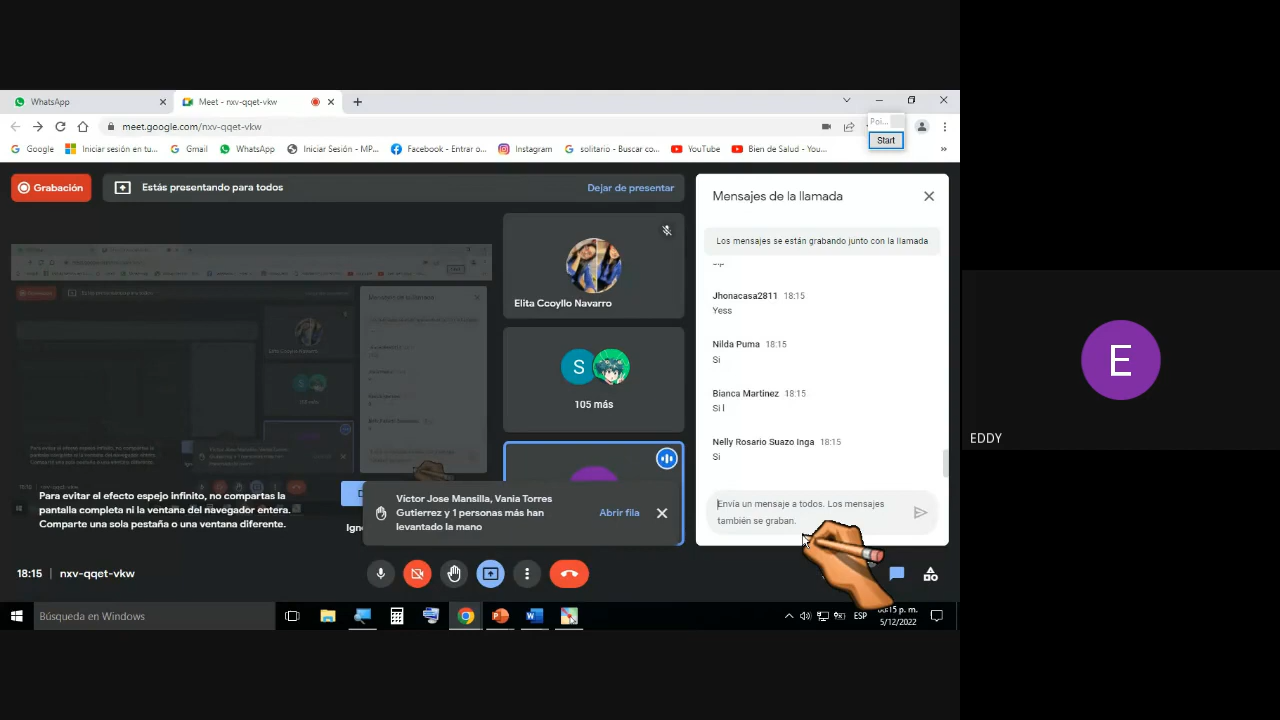 WhatsApp
Meet - nxv-qqet-vkw
meet.google.com/nxv-qqet-vkw
Poi...
Start
Google
Iniciar sesión en tu...
Gmail
WhatsApp
Iniciar Sesión - MP...
Facebook - Entrar o...
Instagram
solitario - Buscar co...
YouTube
Bien de Salud - You...
»
Grabación
Estás presentando para todos
Dejar de presentar
Elita Ccoyllo Navarro
S
105 más
Para evitar el efecto espejo infinito, no compartas la
pantalla completa ni la ventana del navegador entera.
Comparte una sola pestaña o una ventana diferente.
Víctor Jose Mansilla, Vania Torres
Gutierrez y 1 personas más han
levantado la mano
Abrir fila
Mensajes de la llamada
Los mensajes se están grabando junto con la llamada
Jhonacasa2811 18:15
Yess
Nilda Puma 18:15
Si
Bianca Martinez 18:15
Si l
Nelly Rosario Suazo Inga 18:15
Si
Envía un mensaje a todos. Los mensajes
también se graban.
18:15 | nxv-qqet-vkw
Búsqueda en Windows
ESP
5/12/2022
E
EDDY